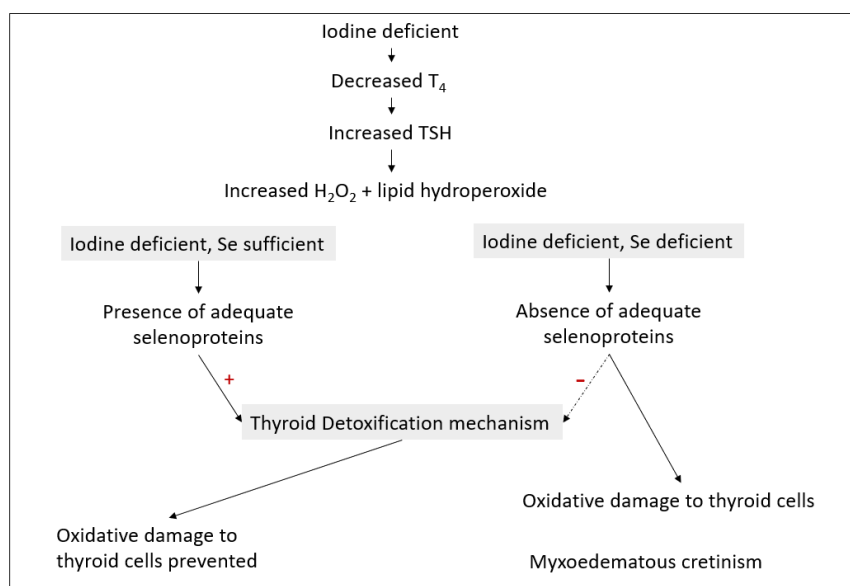 Iodine deficient
Decreased T₄
Increased TSH
Increased H₂O₂ + lipid hydroperoxide
Iodine deficient, Se sufficient
Iodine deficient, Se deficient
Presence of adequate
selenoproteins
Absence of adequate
selenoproteins
+
-
Thyroid Detoxification mechanism
Oxidative damage to thyroid cells
Oxidative damage to
thyroid cells prevented
Myxoedematous cretinism